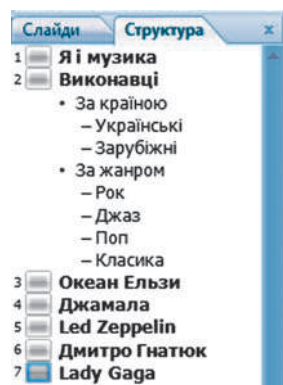 Слайди Структура x
1 Я і музика
2 Виконавці
• За країною
– Українські
– Зарубіжні
• За жанром
– Рок
– Джаз
– Поп
– Класика
3 Океан Ельзи
4 Джамала
5 Led Zeppelin
6 Дмитро Гнатюк
7 Lady Gaga